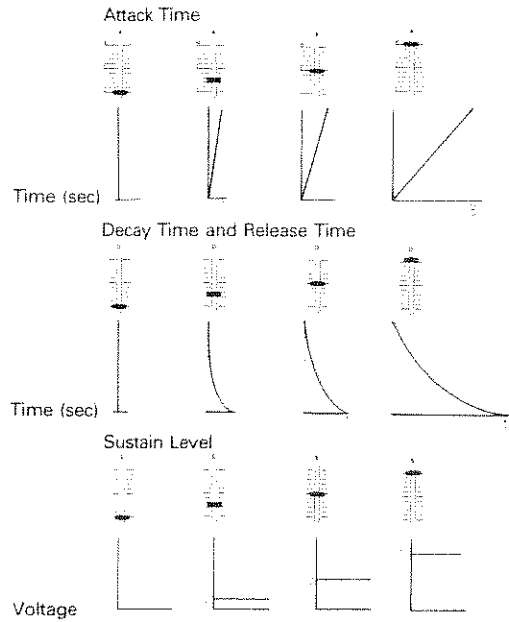 Attack Time
Time (sec)
Decay Time and Release Time
D D D D
Time (sec)
Sustain Level
Voltage